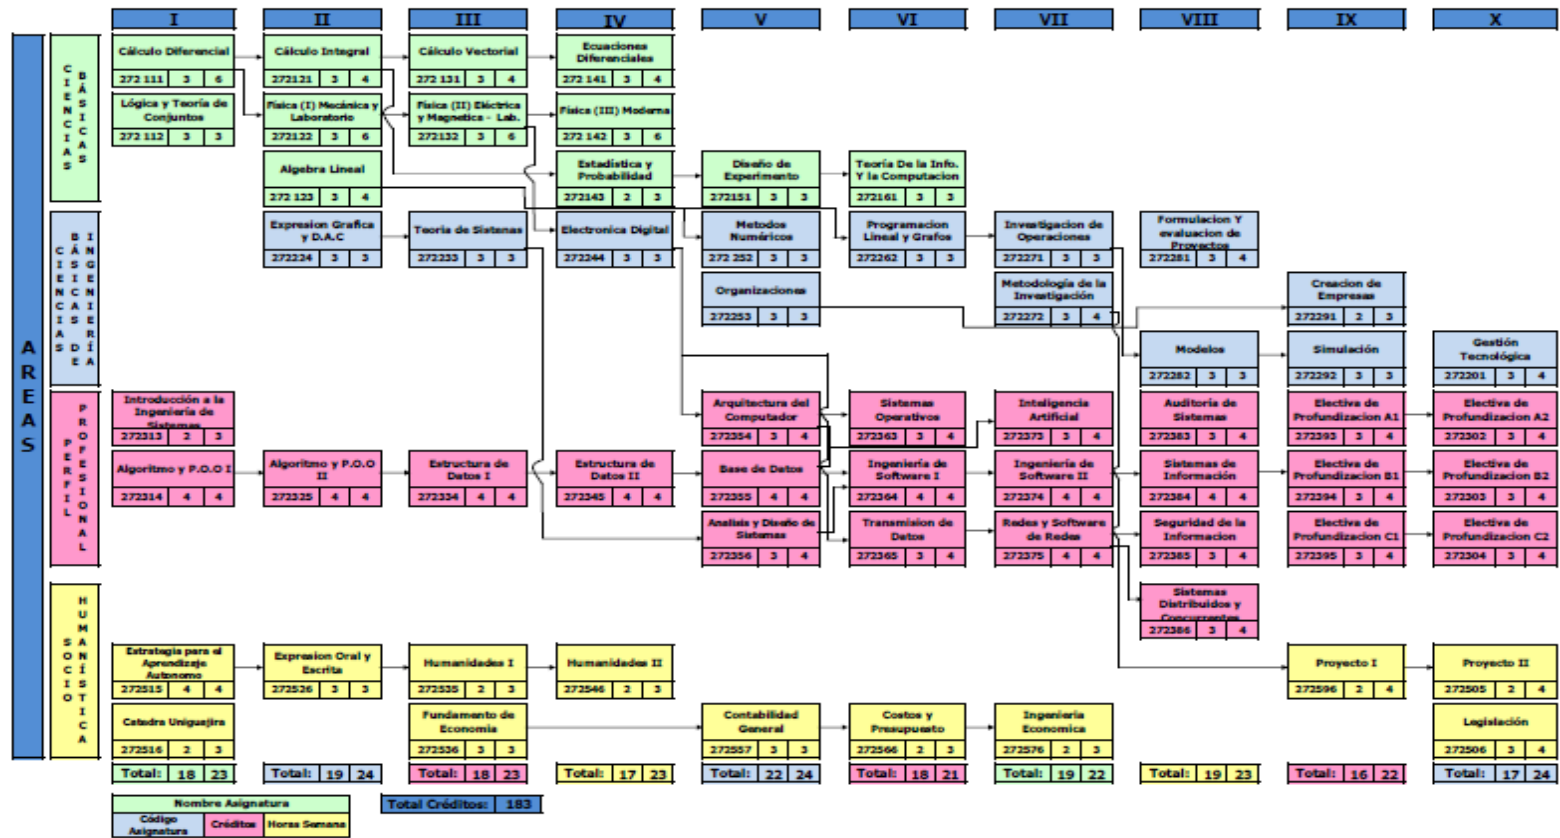 I II III IV V VI VII VIII IX X
AREAS
CIENCIAS BÁSICAS
Cálculo Diferencial
272 111 3 6
Cálculo Integral
272121 3 4
Cálculo Vectorial
272 131 3 4
Ecuaciones
Diferenciales
272 141 3 4
Lógica y Teoría de
Conjuntos
272 112 3 3
Física (I) Mecánica y
Laboratorio
272122 3 6
Física (II) Eléctrica
y Magnetica - Lab.
272132 3 6
Física (III) Moderna
272 142 3 6
Algebra Lineal
272 123 3 4
Estadística y
Probabilidad
272143 2 3
Diseño de
Experimento
272151 3 3
Teoría De la Info.
Y la Computacion
272161 3 3
CIENCIAS BÁSICAS DE INGENIERÍA
Expresion Grafica
y D.A.C
272224 3 3
Teoria de Sistemas
272233 3 3
Electronica Digital
272244 3 3
Metodos
Numéricos
272 252 3 3
Programacion
Lineal y Grafos
272262 3 3
Investigacion de
Operaciones
272271 3 3
Formulacion Y
evaluacion de
Proyectos
272281 3 4
Organizaciones
272253 3 3
Metodología de la
Investigación
272272 3 4
Creacion de
Empresas
272291 2 3
Modelos
272282 3 3
Simulación
272292 3 3
Gestión
Tecnológica
272201 3 4
PERFIL PROFESIONAL
Introducción a la
Ingeniería de
Sistemas
272313 2 3
Arquitectura del
Computador
272354 3 4
Sistemas
Operativos
272363 3 4
Inteligencia
Artificial
272373 3 4
Auditoria de
Sistemas
272383 3 4
Electiva de
Profundizacion A1
272393 3 4
Electiva de
Profundizacion A2
272302 3 4
Algoritmo y P.O.O I
272314 4 4
Algoritmo y P.O.O
II
272325 4 4
Estructura de
Datos I
272334 4 4
Estructura de
Datos II
272345 4 4
Base de Datos
272355 4 4
Ingeniería de
Software I
272364 4 4
Ingeniería de
Software II
272374 4 4
Sistemas de
Información
272384 4 4
Electiva de
Profundizacion B1
272394 3 4
Electiva de
Profundizacion B2
272303 3 4
Analisis y Diseño de
Sistemas
272356 3 4
Transmision de
Datos
272365 3 4
Redes y Software
de Redes
272375 4 4
Seguridad de la
Informacion
272385 3 4
Electiva de
Profundizacion C1
272395 3 4
Electiva de
Profundizacion C2
272304 3 4
Sistemas
Distribuidos y
Concurrentes
272386 3 4
SOCIO HUMANÍSTICA
Estrategia para el
Aprendizaje
Autonomo
272515 4 4
Expresion Oral y
Escrita
272526 3 3
Humanidades I
272535 2 3
Humanidades II
272546 2 3
Proyecto I
272596 2 4
Proyecto II
272505 2 4
Catedra Uniguajira
272516 2 3
Fundamento de
Economia
272536 3 3
Contabilidad
General
272557 3 3
Costos y
Presupuesto
272566 2 3
Ingenieria
Economica
272576 2 3
Legislación
272506 3 4
Total: 18 23
Total: 19 24
Total: 18 23
Total: 17 23
Total: 22 24
Total: 18 21
Total: 19 22
Total: 19 23
Total: 16 22
Total: 17 24
Nombre Asignatura
Código
Asignatura
Créditos
Horas Semana
Total Créditos: 183